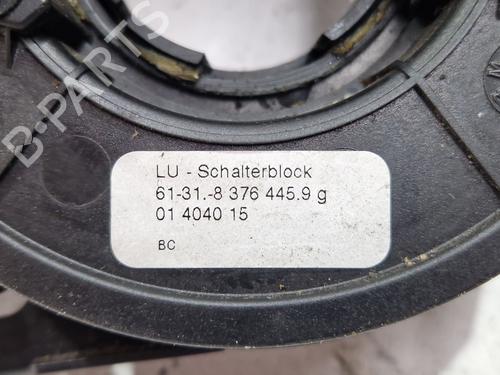 B-PARTS
LU - Schalterblock
61-31.-8 376 445.9 g
01 4040 15
BC